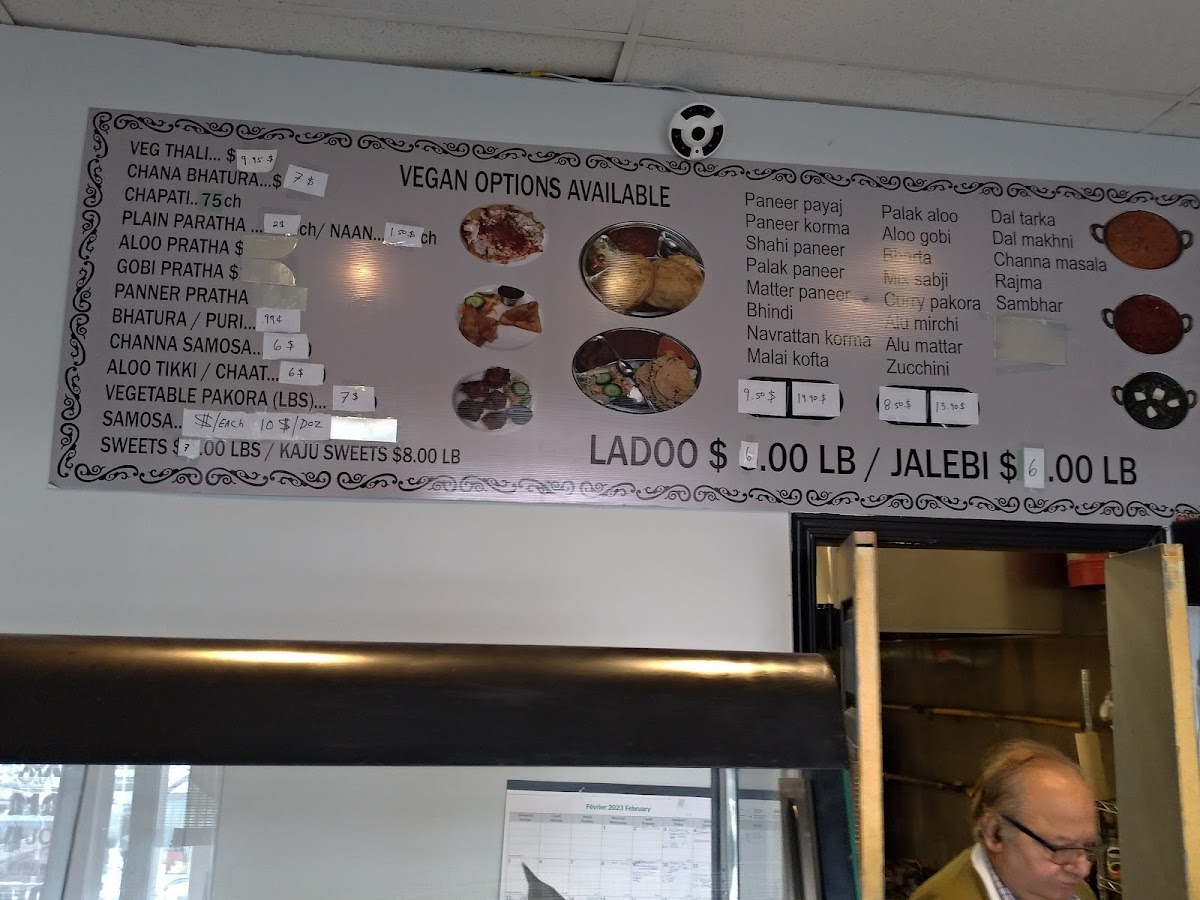 VEG THALI... $ 9.95 $
CHANA BHATURA...$ 7 $
CHAPATI.. 75 ch
PLAIN PARATHA ... 2$ ch/ NAAN... 1.50 $ ch
ALOO PRATHA $
GOBI PRATHA $
PANNER PRATHA
BHATURA / PURI... 99¢
CHANNA SAMOSA.. 6 $
ALOO TIKKI / CHAAT... 6 $
VEGETABLE PAKORA (LBS)... 7 $
SAMOSA.. /EACH 10 $/DOZ
SWEETS $ 7.00 LBS / KAJU SWEETS $8.00 LB
VEGAN OPTIONS AVAILABLE
Paneer payaj
Paneer korma
Shahi paneer
Palak paneer
Matter paneer
Bhindi
Navrattan korma
Malai kofta
9.50 $ 14.90 $
Palak aloo
Aloo gobi
Bharta
Mix sabji
Curry pakora
Alu mirchi
Alu mattar
Zucchini
8.50 $ 13.90 $
Dal tarka
Dal makhni
Channa masala
Rajma
Sambhar
LADOO $ 6.00 LB / JALEBI $ 6.00 LB
Février 2023 February